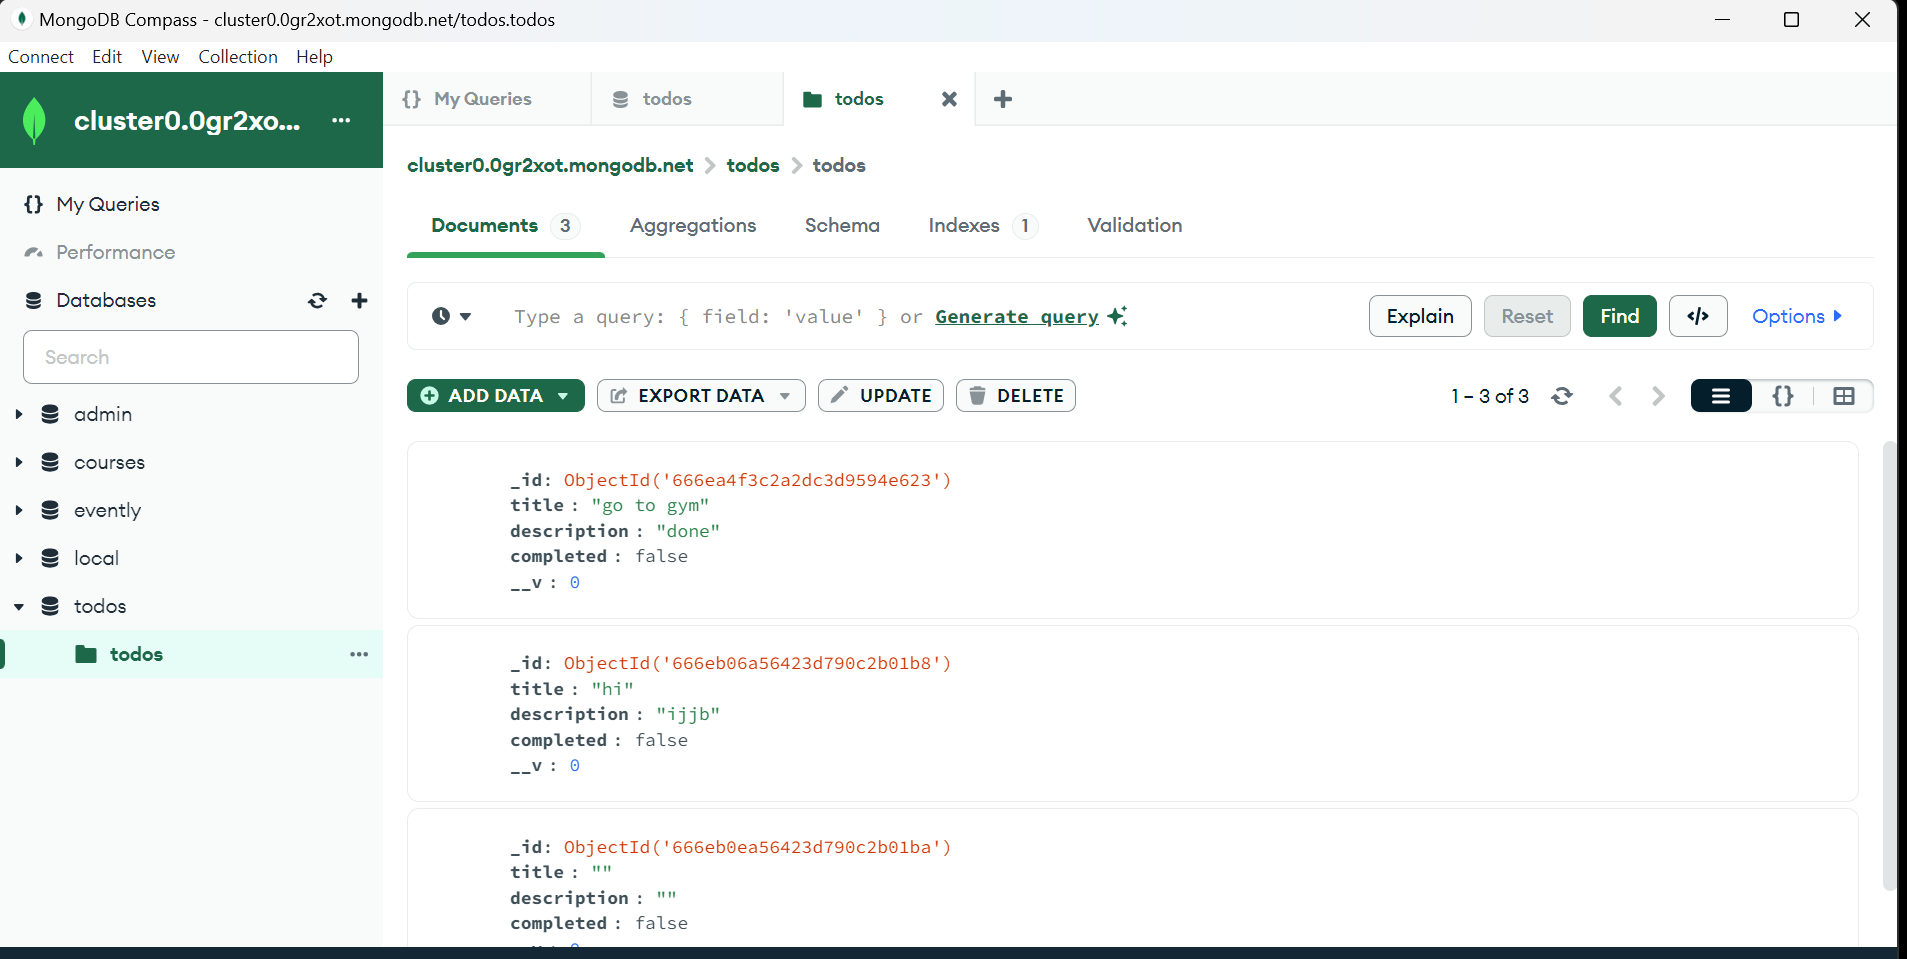 MongoDB Compass - cluster0.0gr2xot.mongodb.net/todos.todos
Connect Edit View Collection Help
cluster0.0gr2xo... ...
{} My Queries
Performance
Databases
Search
admin
courses
evently
local
todos
todos ...
{} My Queries
todos
todos
cluster0.0gr2xot.mongodb.net > todos > todos
Documents 3 Aggregations Schema Indexes 1 Validation
Type a query: { field: 'value' } or Generate query
Explain Reset Find </> Options
ADD DATA EXPORT DATA UPDATE DELETE
1 – 3 of 3 {}
_id: ObjectId('666ea4f3c2a2dc3d9594e623')
title : "go to gym"
description : "done"
completed : false
__v : 0
_id: ObjectId('666eb06a56423d790c2b01b8')
title : "hi"
description : "ijjb"
completed : false
__v : 0
_id: ObjectId('666eb0ea56423d790c2b01ba')
title : ""
description : ""
completed : false